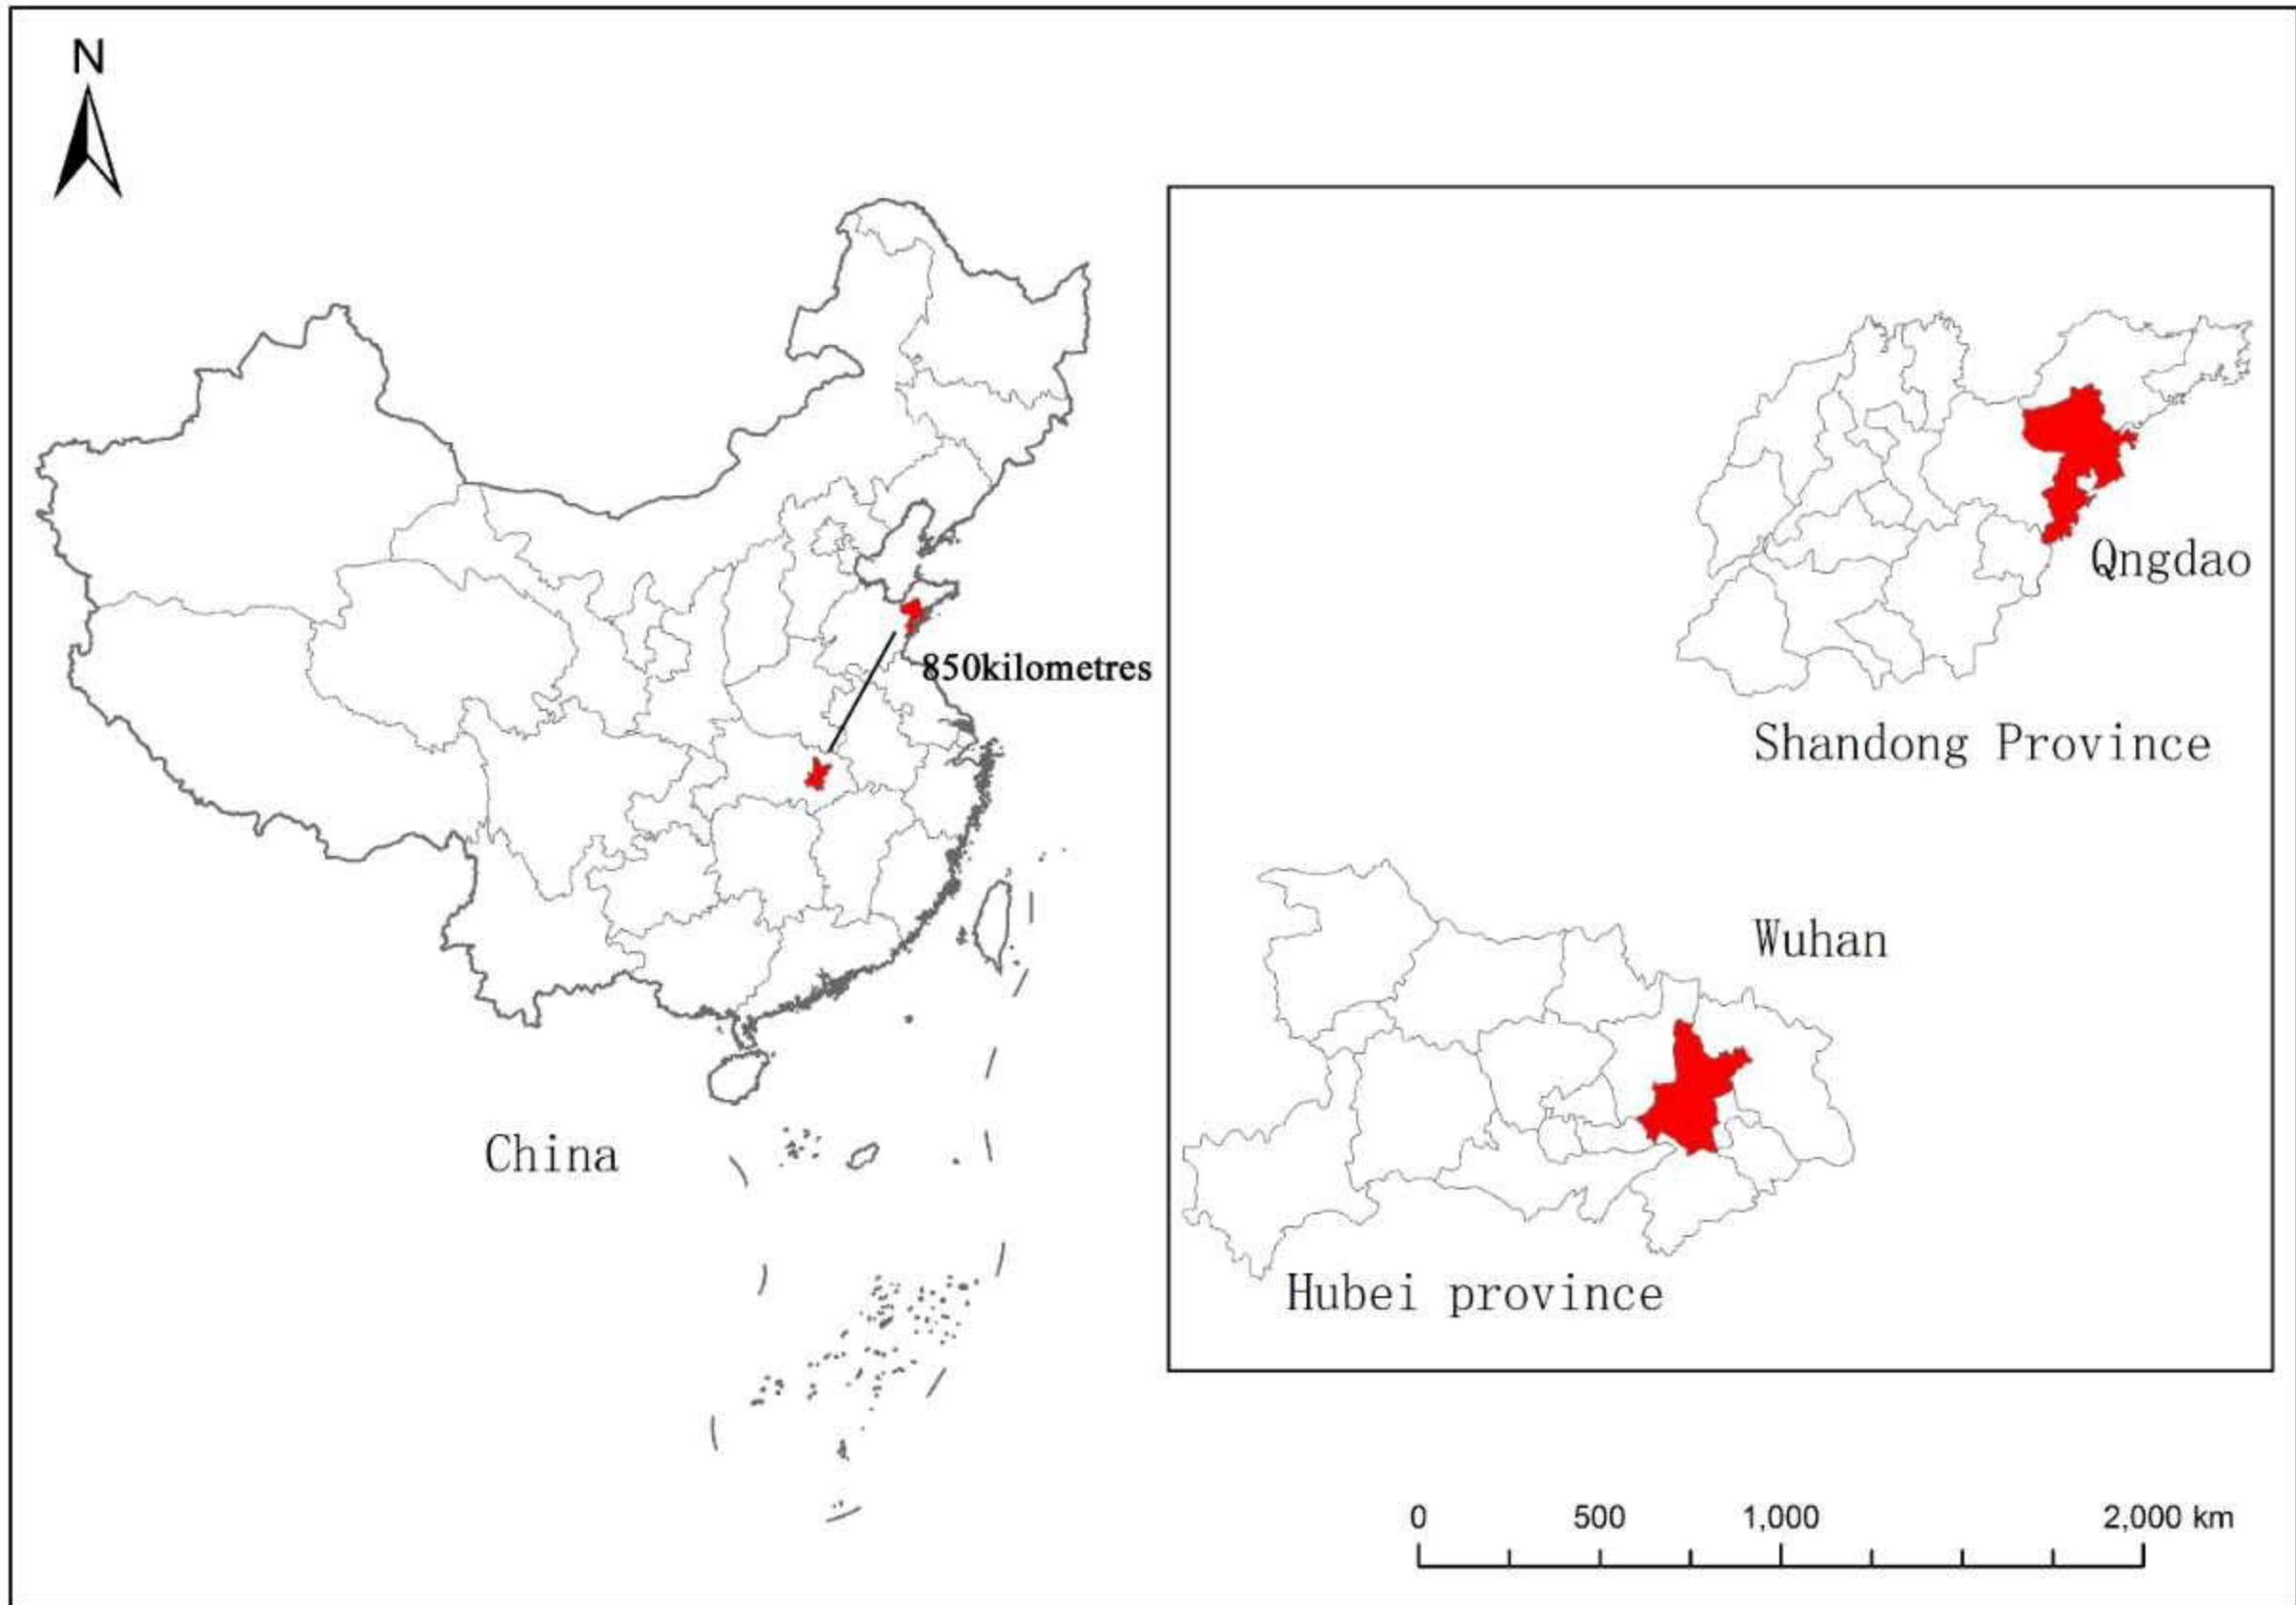 N
850kilometres
China
Qngdao
Shandong Province
Wuhan
Hubei province
0 500 1,000 2,000 km